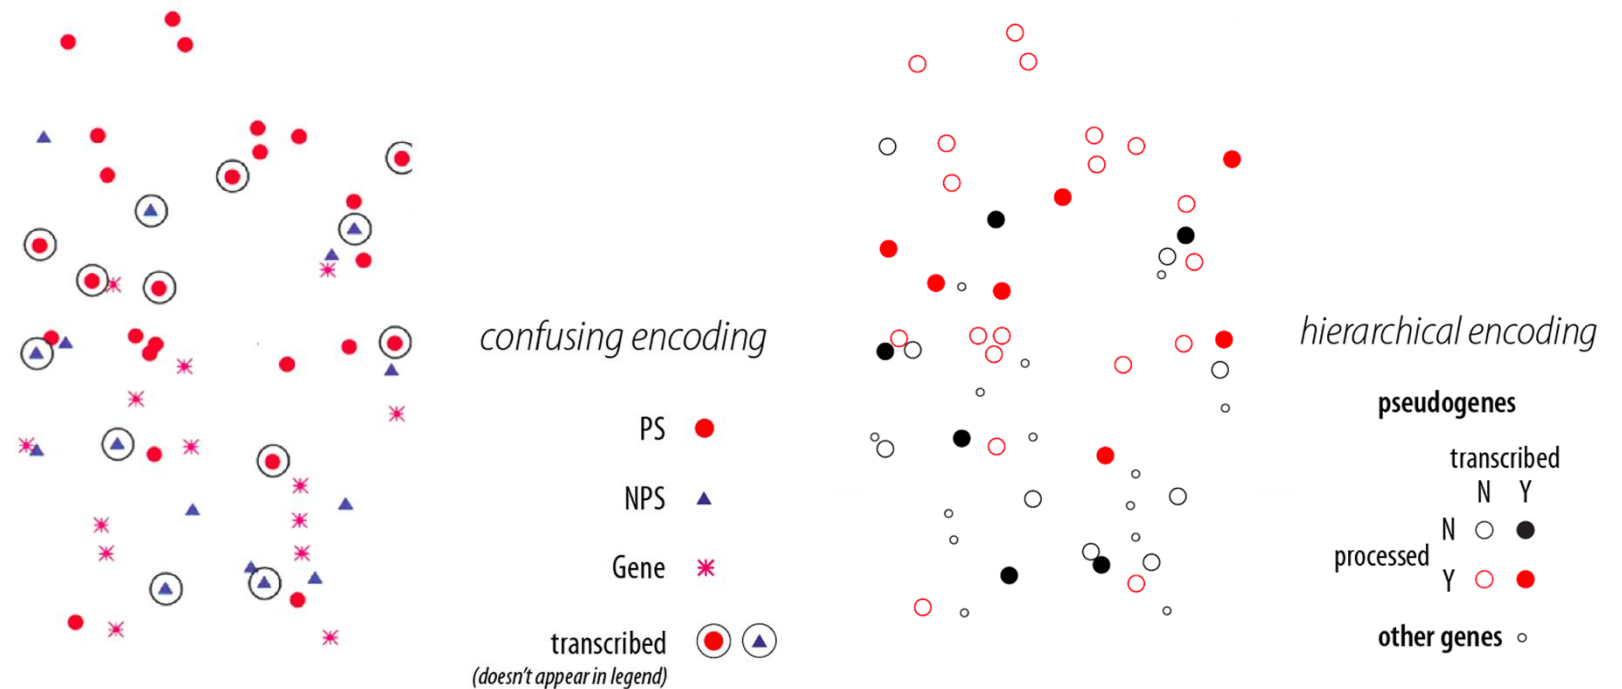 confusing encoding
PS
NPS
Gene
transcribed
(doesn't appear in legend)
hierarchical encoding
pseudogenes
transcribed
N Y
N
processed
Y
other genes